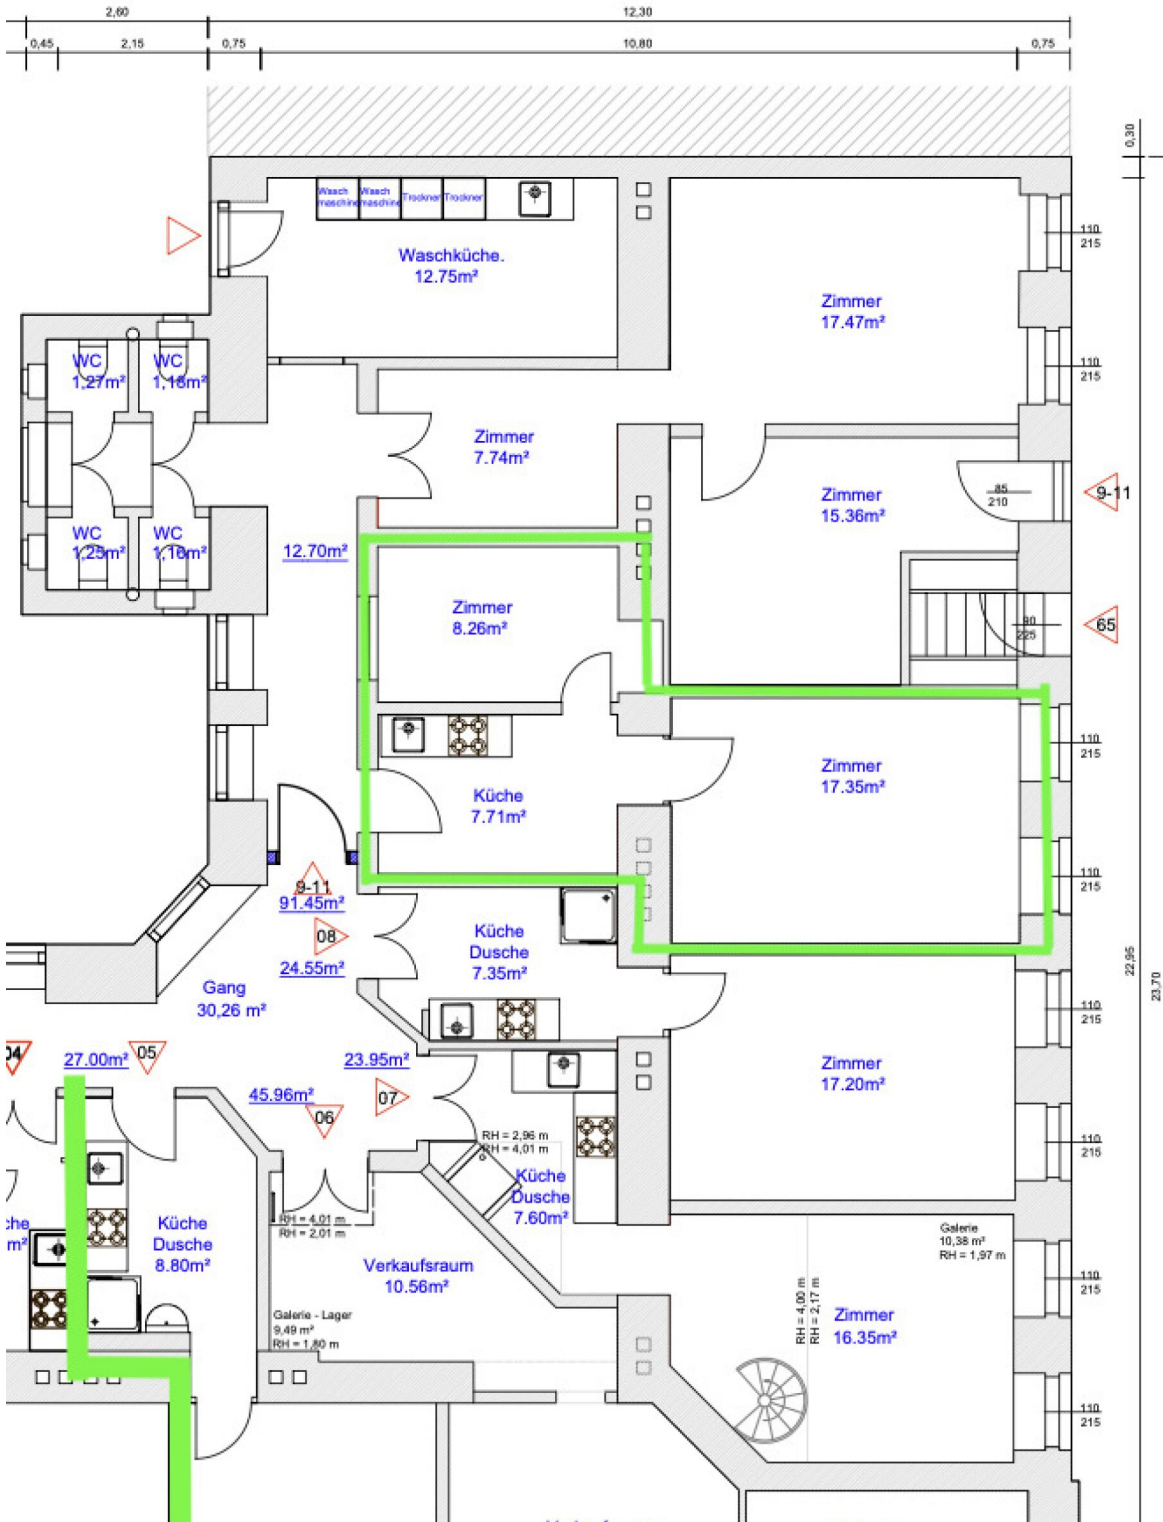 2,60
12,30
0,45
2,15
0,75
10,80
0,75
0,30
Wasch
maschine
Wasch
maschine
Trockner
Trockner
110
215
Waschküche.
12.75m²
Zimmer
17.47m²
WC
1,27m²
WC
1,18m²
110
215
Zimmer
7.74m²
Zimmer
15.36m²
85
210
9-11
WC
1,25m²
WC
1,16m²
12.70m²
Zimmer
8.26m²
90
225
65
110
215
Zimmer
17.35m²
Küche
7.71m²
110
215
9-11
91.45m²
08
24.55m²
Küche
Dusche
7.35m²
22,95
23,70
Gang
30,26 m²
110
215
04
27.00m²
05
23.95m²
45.96m²
07
06
Zimmer
17.20m²
RH = 2,96 m
RH = 4,01 m
110
215
Küche
Dusche
7.60m²
che
m²
Küche
Dusche
8.80m²
RH = 4,01 m
RH = 2,01 m
Galerie
10,38 m²
RH = 1,97 m
Verkaufsraum
10.56m²
110
215
RH = 4,00 m
RH = 2,17 m
Galerie - Lager
9,49 m²
RH = 1,80 m
Zimmer
16.35m²
110
215